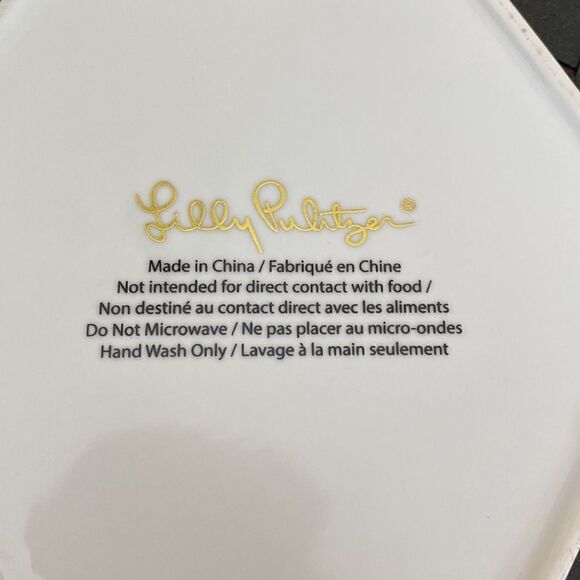 Lilly Pulitzer®
Made in China / Fabriqué en Chine
Not intended for direct contact with food /
Non destiné au contact direct avec les aliments
Do Not Microwave / Ne pas placer au micro-ondes
Hand Wash Only / Lavage à la main seulement